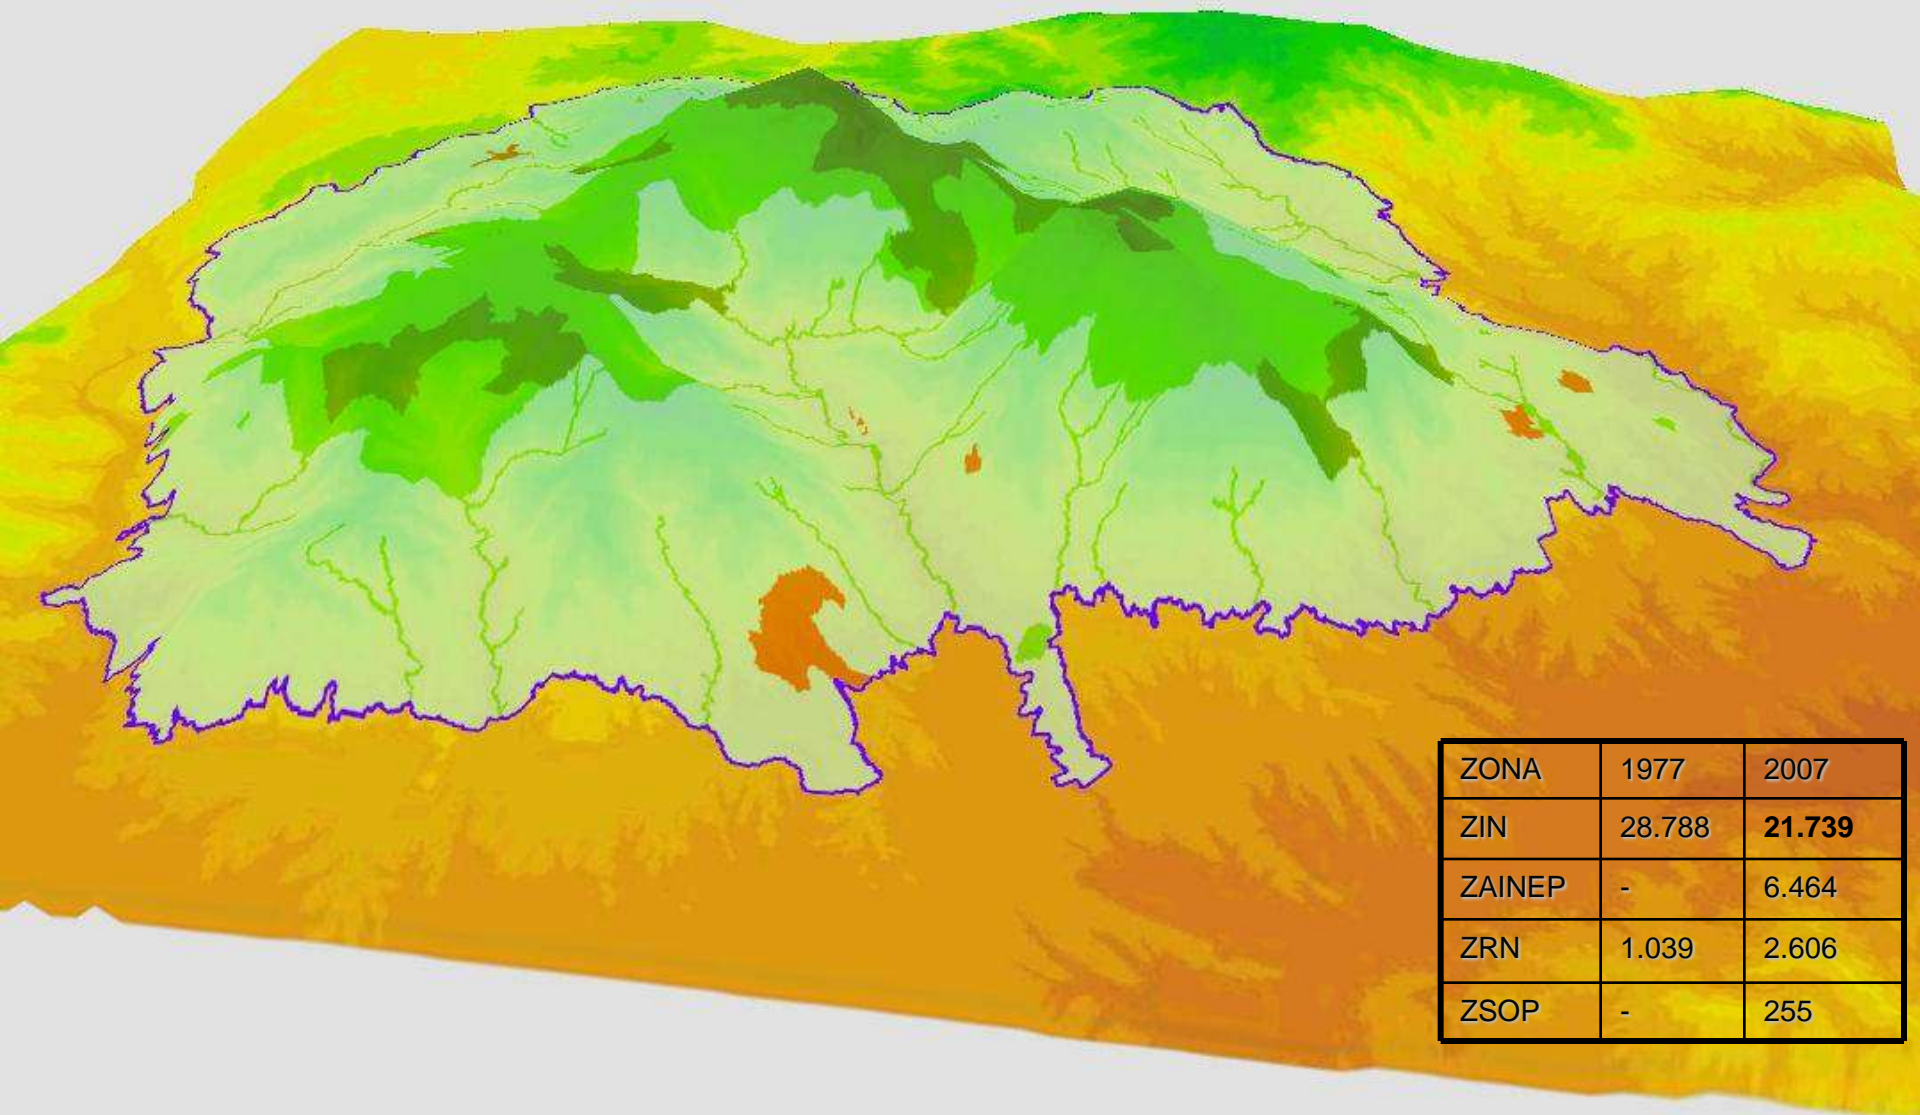 ZONA 1977 2007
ZIN 28.788 21.739
ZAINEP - 6.464
ZRN 1.039 2.606
ZSOP - 255